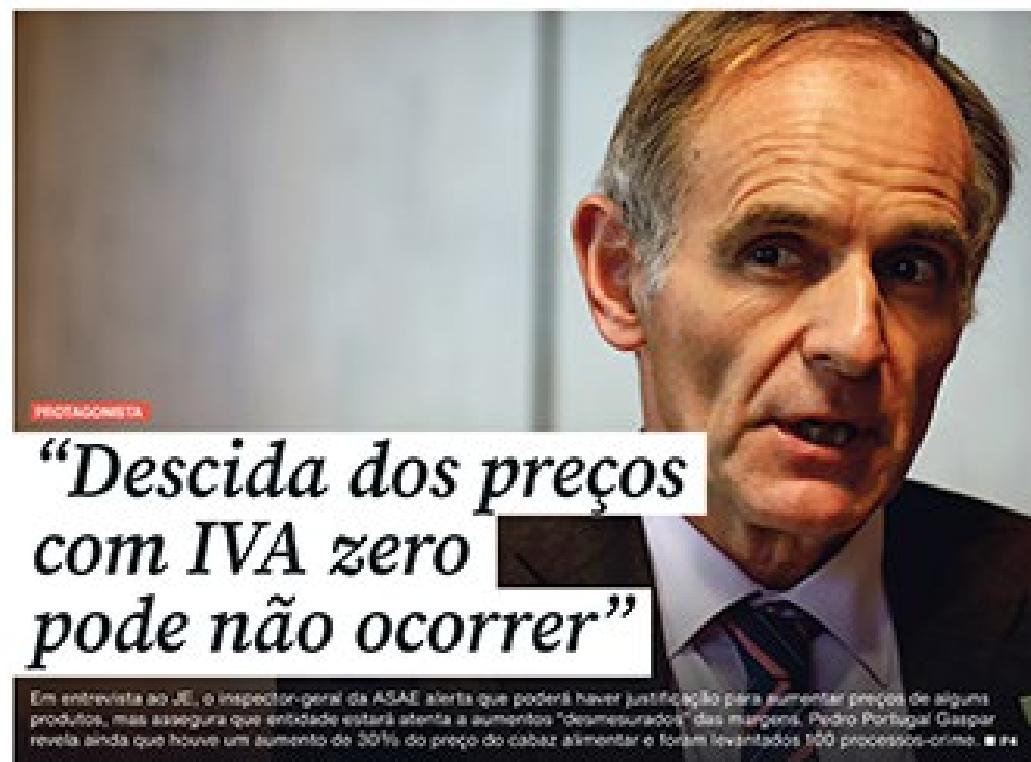 PROTAGONISTA
“Descida dos preços
com IVA zero
pode não ocorrer”
Em entrevista ao JE, o inspector-geral da ASAE alerta que poderá haver justificação para aumentar preços de alguns
produtos, mas assegura que entidade estará atenta a aumentos "desmesurados" das margens. Pedro Portugal Gaspar
revela ainda que houve um aumento de 30% do preço do cabaz alimentar e foram levantados 100 processos-crime. ■ P4